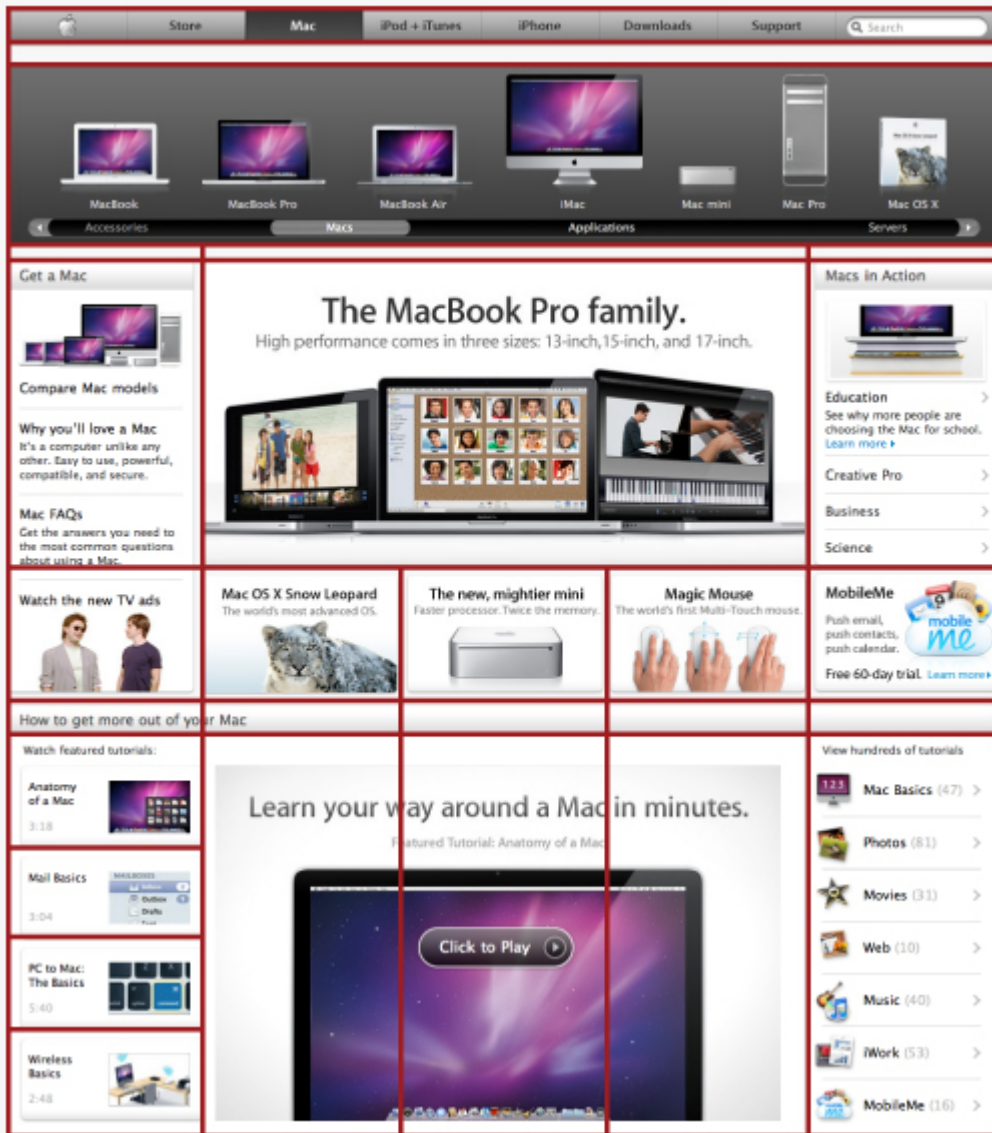 Store Mac iPod + iTunes iPhone Downloads Support Search
MacBook MacBook Pro MacBook Air iMac Mac mini Mac Pro Mac OS X
Accessories Macs Applications Servers
Get a Mac
Compare Mac models
Why you'll love a Mac
It's a computer unlike any
other. Easy to use, powerful,
compatible, and secure.
Mac FAQs
Get the answers you need to
the most common questions
about using a Mac.
Watch the new TV ads
The MacBook Pro family.
High performance comes in three sizes: 13-inch,15-inch, and 17-inch.
Macs in Action
Education
See why more people are
choosing the Mac for school.
Learn more
Creative Pro
Business
Science
Mac OS X Snow Leopard
The world's most advanced OS.
The new, mightier mini
Faster processor. Twice the memory.
Magic Mouse
The world's first Multi-Touch mouse.
MobileMe
Push email,
push contacts,
push calendar.
mobile
me
Free 60-day trial. Learn more
How to get more out of your Mac
Watch featured tutorials:
Anatomy
of a Mac
3:18
Mail Basics
MAILBOXES
Inbox
Outbox
Drafts
3:04
PC to Mac:
The Basics
5:40
Wireless
Basics
2:48
Learn your way around a Mac in minutes.
Featured Tutorial: Anatomy of a Mac
Click to Play
View hundreds of tutorials
123
Mac Basics (47)
Photos (81)
Movies (31)
Web (10)
Music (40)
iWork (53)
MobileMe (16)